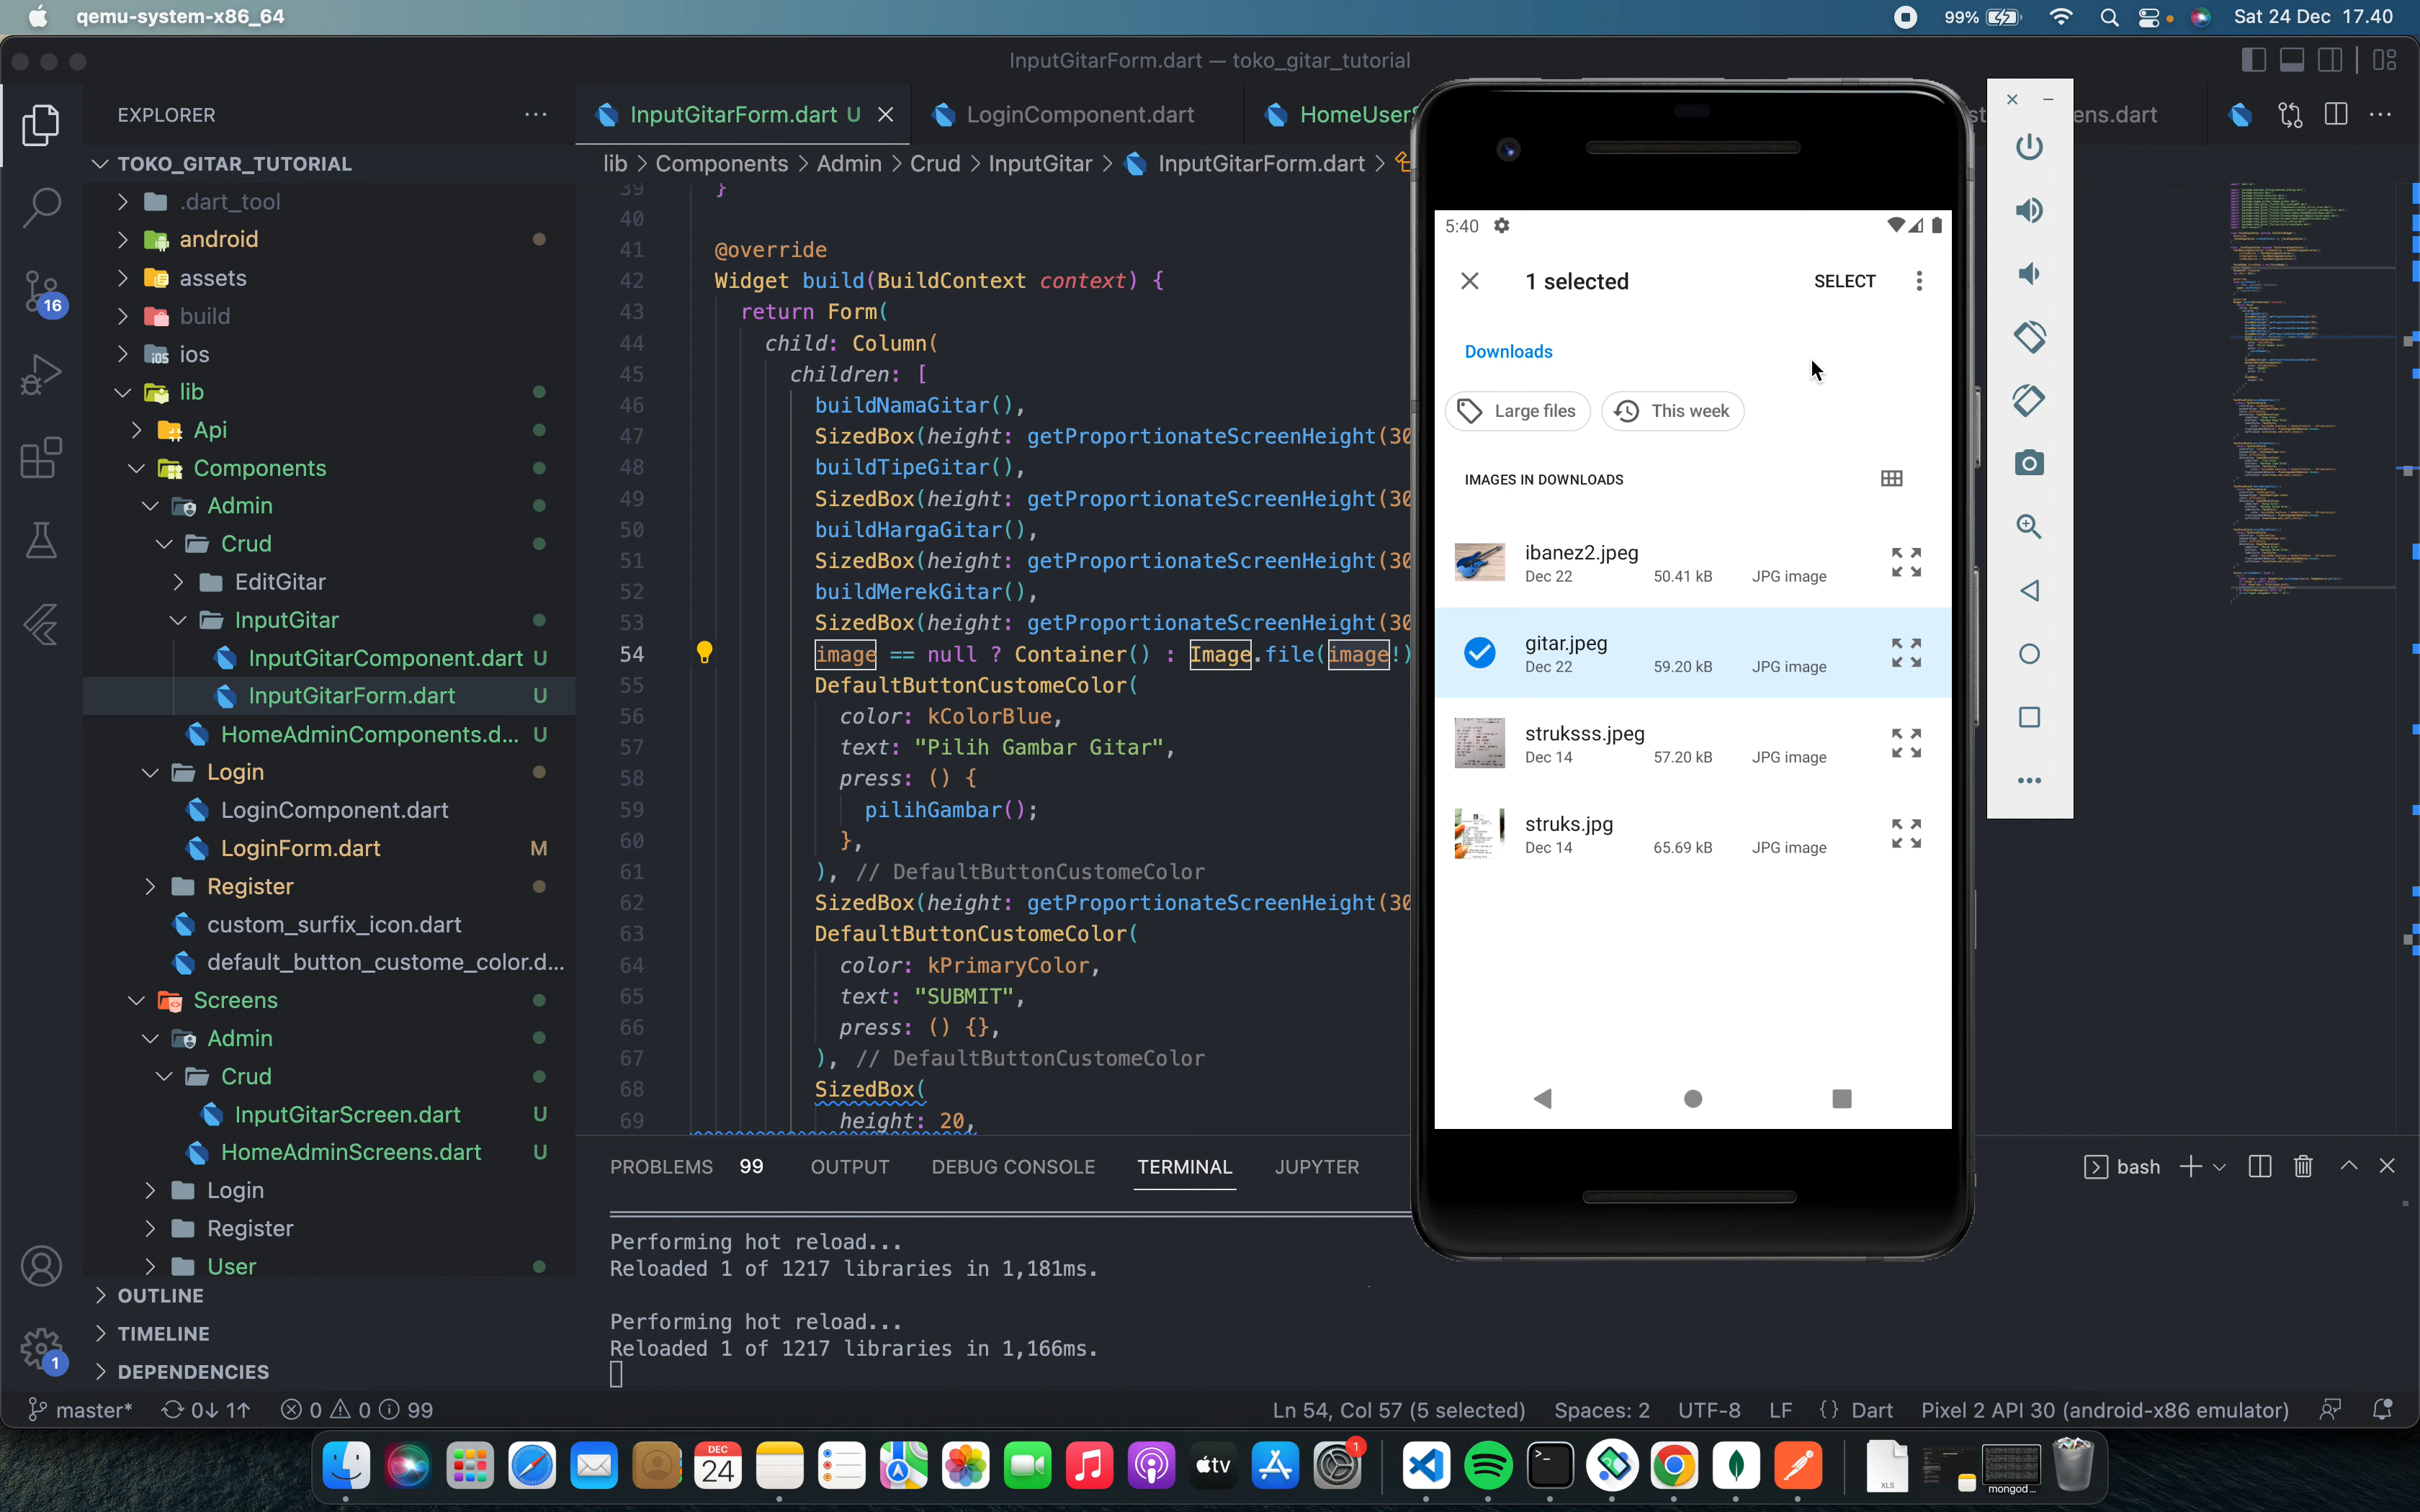 qemu-system-x86_64
99%
Sat 24 Dec 17.40
InputGitarForm.dart — toko_gitar_tutorial
EXPLORER
InputGitarForm.dart U
LoginComponent.dart
HomeUser
ens.dart
TOKO_GITAR_TUTORIAL
lib > Components > Admin > Crud > InputGitar > InputGitarForm.dart >
.dart_tool
android
assets
build
ios
lib
Api
Components
Admin
Crud
EditGitar
InputGitar
InputGitarComponent.dart U
InputGitarForm.dart U
HomeAdminComponents.d... U
Login
LoginComponent.dart
LoginForm.dart M
Register
custom_surfix_icon.dart
default_button_custome_color.d...
Screens
Admin
Crud
InputGitarScreen.dart U
HomeAdminScreens.dart U
Login
Register
User
OUTLINE
TIMELINE
DEPENDENCIES
16
1
39 }
40
41 @override
42 Widget build(BuildContext context) {
43 return Form(
44 child: Column(
45 children: [
46 buildNamaGitar(),
47 SizedBox(height: getProportionateScreenHeight(30
48 buildTipeGitar(),
49 SizedBox(height: getProportionateScreenHeight(30
50 buildHargaGitar(),
51 SizedBox(height: getProportionateScreenHeight(30
52 buildMerekGitar(),
53 SizedBox(height: getProportionateScreenHeight(30
54 image == null ? Container() : Image.file(image!)
55 DefaultButtonCustomeColor(
56 color: kColorBlue,
57 text: "Pilih Gambar Gitar",
58 press: () {
59 pilihGambar();
60 },
61 ), // DefaultButtonCustomeColor
62 SizedBox(height: getProportionateScreenHeight(30
63 DefaultButtonCustomeColor(
64 color: kPrimaryColor,
65 text: "SUBMIT",
66 press: () {},
67 ), // DefaultButtonCustomeColor
68 SizedBox(
69 height: 20,
5:40
1 selected
SELECT
Downloads
Large files
This week
IMAGES IN DOWNLOADS
ibanez2.jpeg
Dec 22 50.41 kB JPG image
gitar.jpeg
Dec 22 59.20 kB JPG image
struksss.jpeg
Dec 14 57.20 kB JPG image
struks.jpg
Dec 14 65.69 kB JPG image
PROBLEMS 99 OUTPUT DEBUG CONSOLE TERMINAL JUPYTER
bash
Performing hot reload...
Reloaded 1 of 1217 libraries in 1,181ms.
Performing hot reload...
Reloaded 1 of 1217 libraries in 1,166ms.
master* 0↓ 1↑ 0 0 99
Ln 54, Col 57 (5 selected) Spaces: 2 UTF-8 LF {} Dart Pixel 2 API 30 (android-x86 emulator)
DEC
24
tv
1
XLS
mongod...